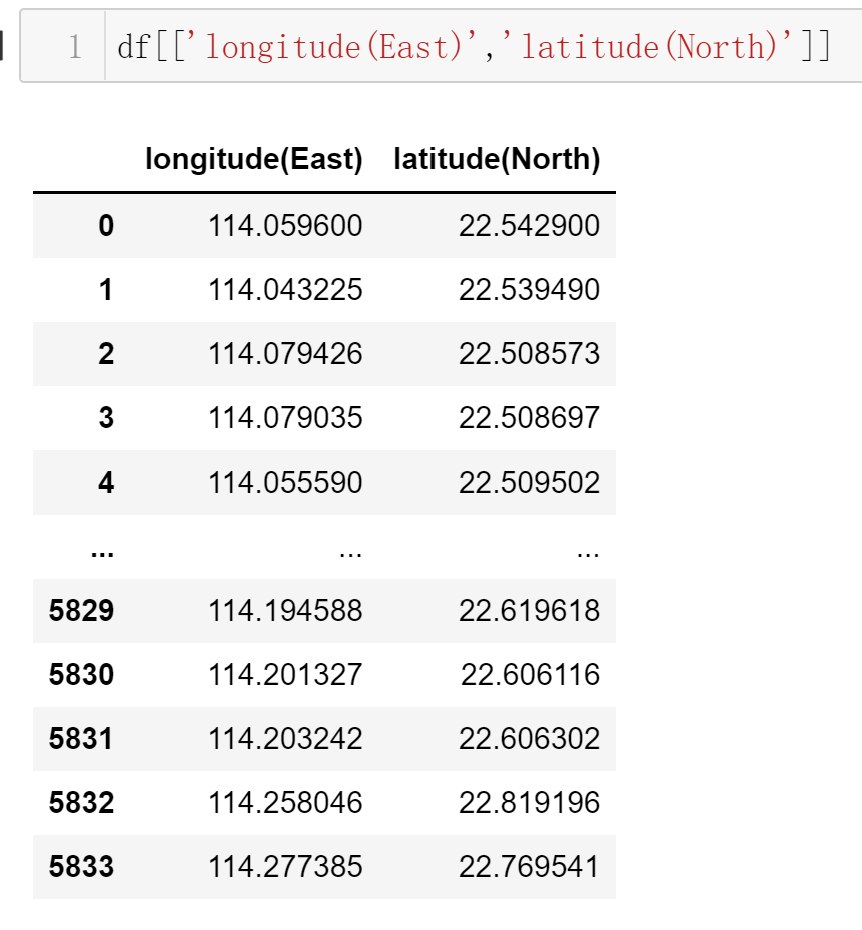 1 df[['longitude(East)','latitude(North)']]
longitude(East) latitude(North)
0 114.059600 22.542900
1 114.043225 22.539490
2 114.079426 22.508573
3 114.079035 22.508697
4 114.055590 22.509502
... ... ...
5829 114.194588 22.619618
5830 114.201327 22.606116
5831 114.203242 22.606302
5832 114.258046 22.819196
5833 114.277385 22.769541